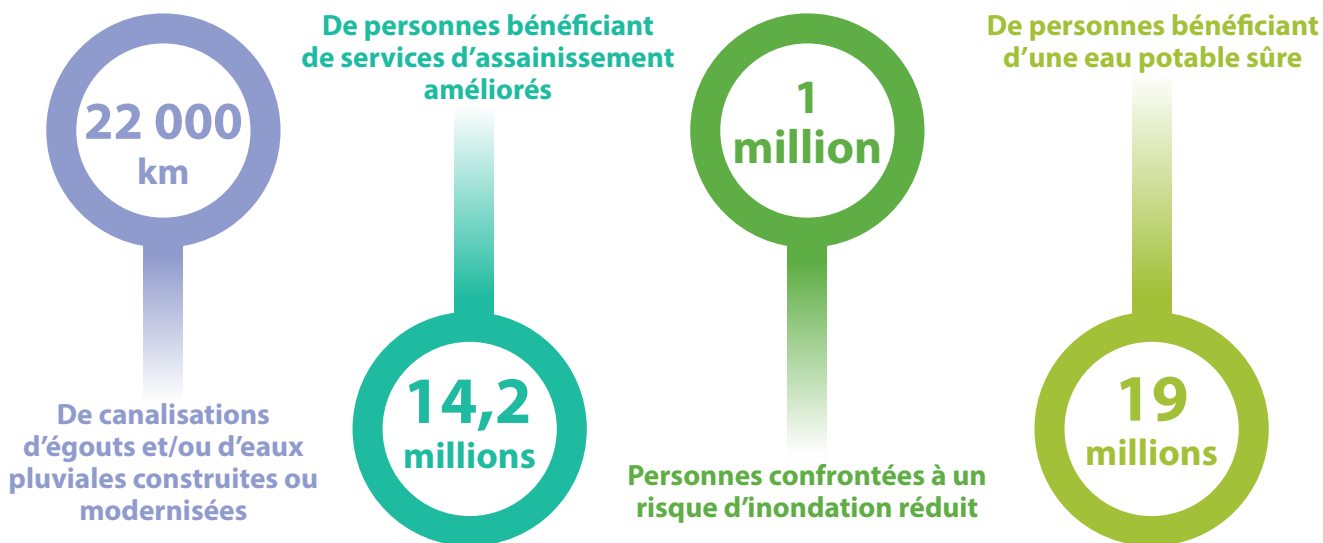 22 000
km
De canalisations
d'égouts et/ou d'eaux
pluviales construites ou
modernisées
De personnes bénéficiant
de services d'assainissement
améliorés
14,2
millions
1
million
Personnes confrontées à un
risque d'inondation réduit
De personnes bénéficiant
d'une eau potable sûre
19
millions